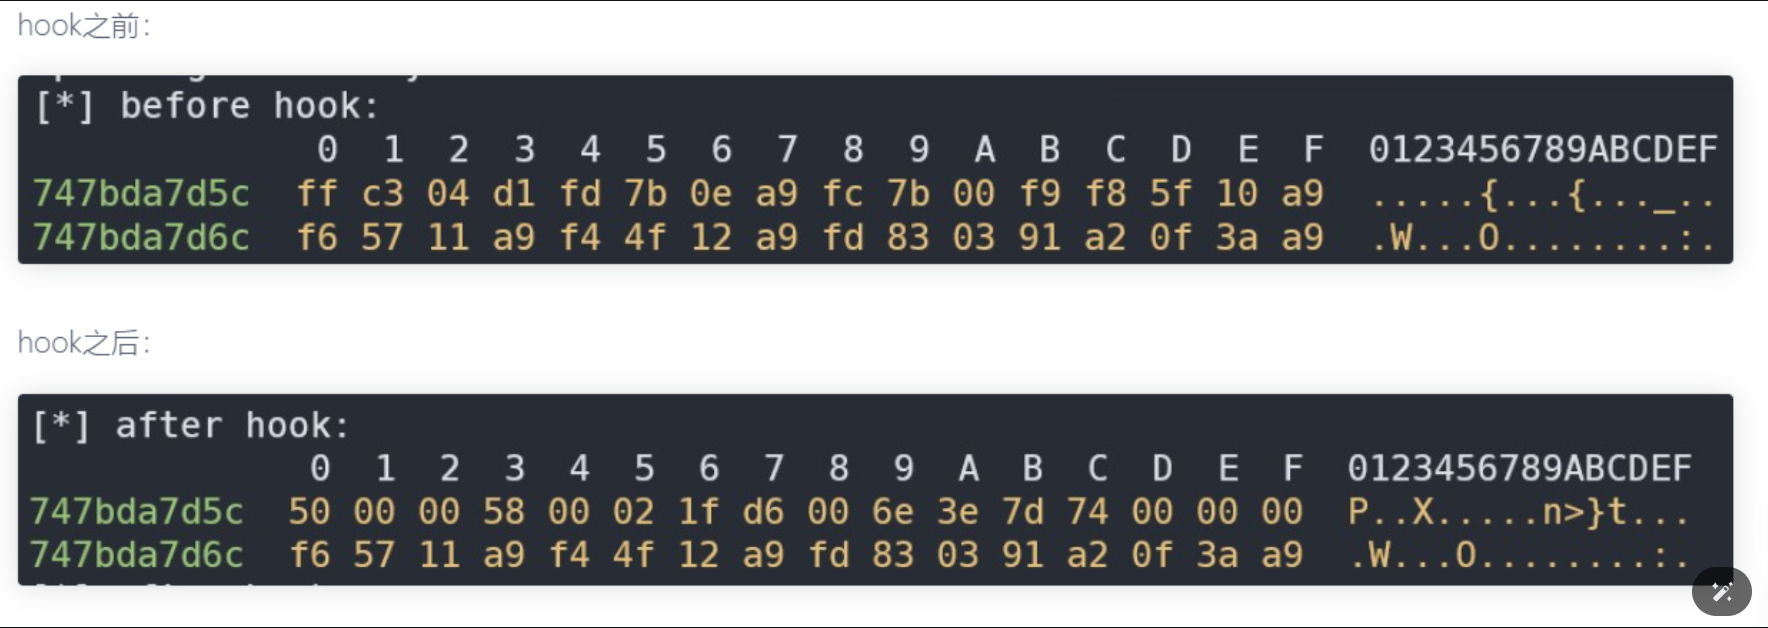 hook之前：
[*] before hook:
0 1 2 3 4 5 6 7 8 9 A B C D E F 0123456789ABCDEF
747bda7d5c ff c3 04 d1 fd 7b 0e a9 fc 7b 00 f9 f8 5f 10 a9 .....{...{..._..
747bda7d6c f6 57 11 a9 f4 4f 12 a9 fd 83 03 91 a2 0f 3a a9 .W...O........:.
hook之后：
[*] after hook:
0 1 2 3 4 5 6 7 8 9 A B C D E F 0123456789ABCDEF
747bda7d5c 50 00 00 58 00 02 1f d6 00 6e 3e 7d 74 00 00 00 P..X.....n>}t...
747bda7d6c f6 57 11 a9 f4 4f 12 a9 fd 83 03 91 a2 0f 3a a9 .W...O........:.